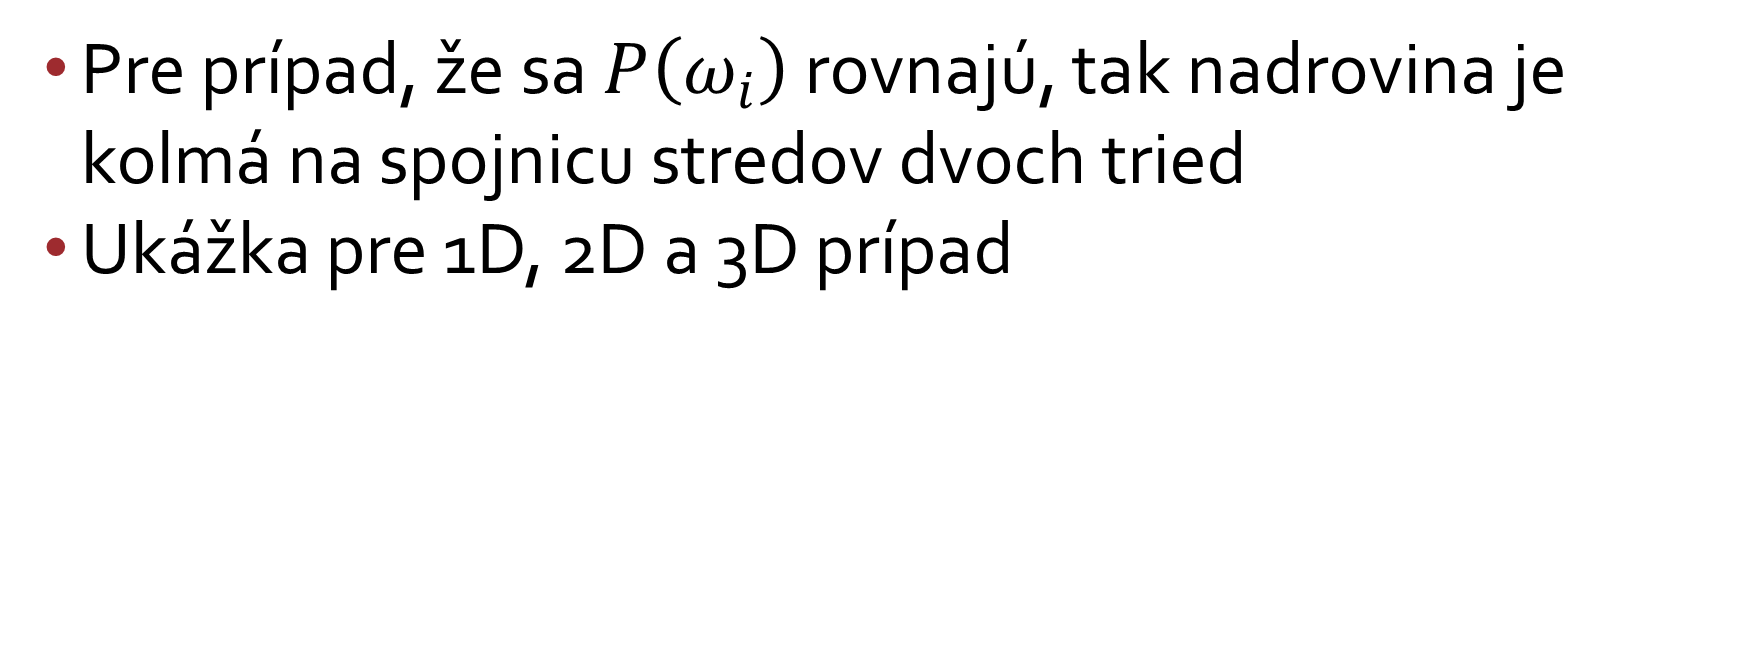 • Pre prípad, že sa P(ωᵢ) rovnajú, tak nadrovina je
kolmá na spojnicu stredov dvoch tried
• Ukážka pre 1D, 2D a 3D prípad